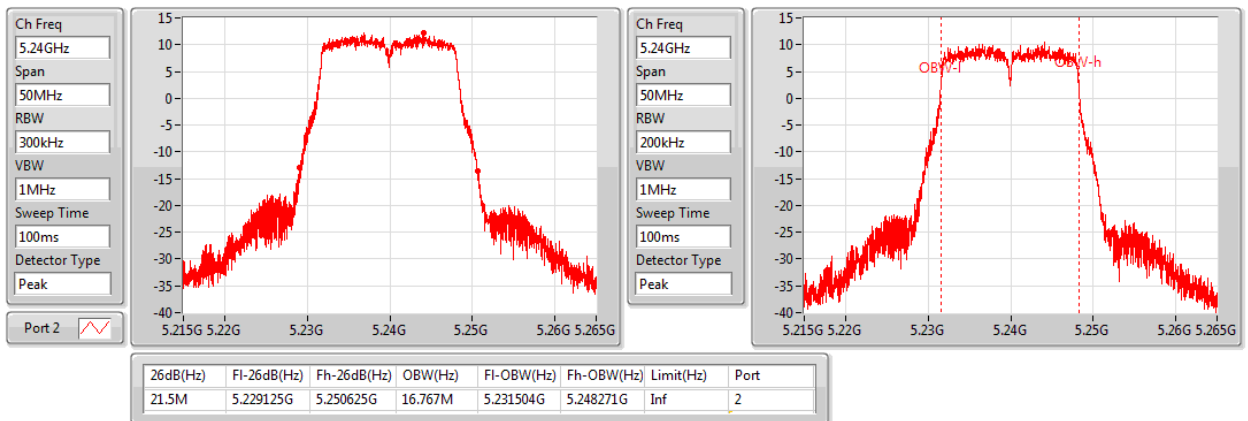 Ch Freq
5.24GHz
Span
50MHz
RBW
300kHz
VBW
1MHz
Sweep Time
100ms
Detector Type
Peak
Port 2
15
10
5
0
-5
-10
-15
-20
-25
-30
-35
-40
5.215G 5.22G 5.23G 5.24G 5.25G 5.26G 5.265G
Ch Freq
5.24GHz
Span
50MHz
RBW
200kHz
VBW
1MHz
Sweep Time
100ms
Detector Type
Peak
15
10
5
0
-5
-10
-15
-20
-25
-30
-35
-40
OBW-l OBW-h
5.215G 5.22G 5.23G 5.24G 5.25G 5.26G 5.265G
26dB(Hz) Fl-26dB(Hz) Fh-26dB(Hz) OBW(Hz) Fl-OBW(Hz) Fh-OBW(Hz) Limit(Hz) Port
21.5M 5.229125G 5.250625G 16.767M 5.231504G 5.248271G Inf 2